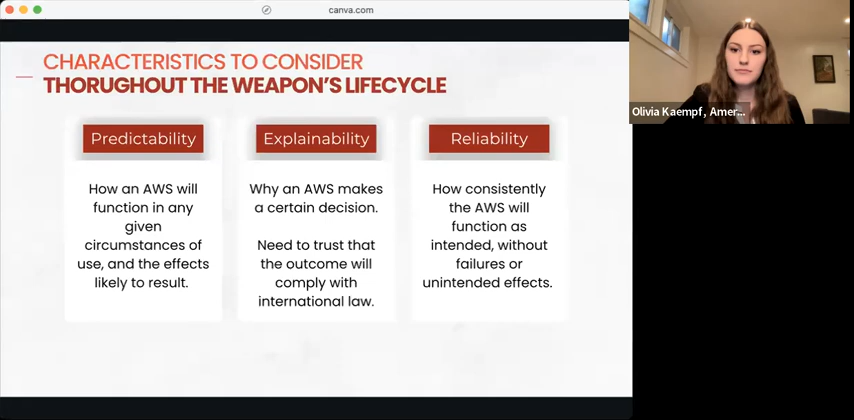 canva.com
CHARACTERISTICS TO CONSIDER
THORUGHOUT THE WEAPON'S LIFECYCLE
Predictability
How an AWS will
function in any
given
circumstances of
use, and the effects
likely to result.
Explainability
Why an AWS makes
a certain decision.
Need to trust that
the outcome will
comply with
international law.
Reliability
How consistently
the AWS will
function as
intended, without
failures or
unintended effects.
Olivia Kaempf, Amer...